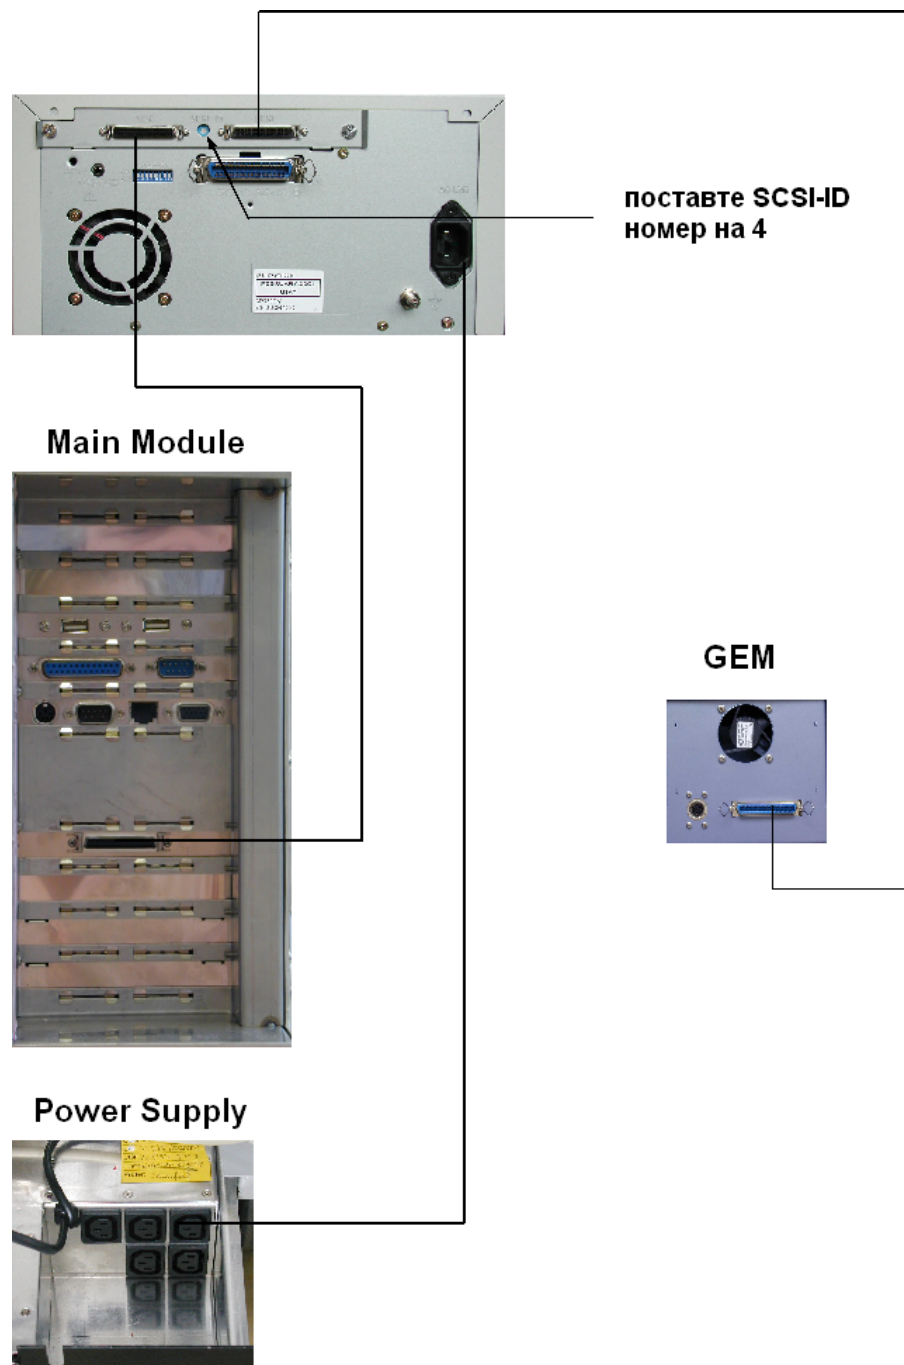 поставте SCSI-ID
номер на 4
Main Module
GEM
Power Supply